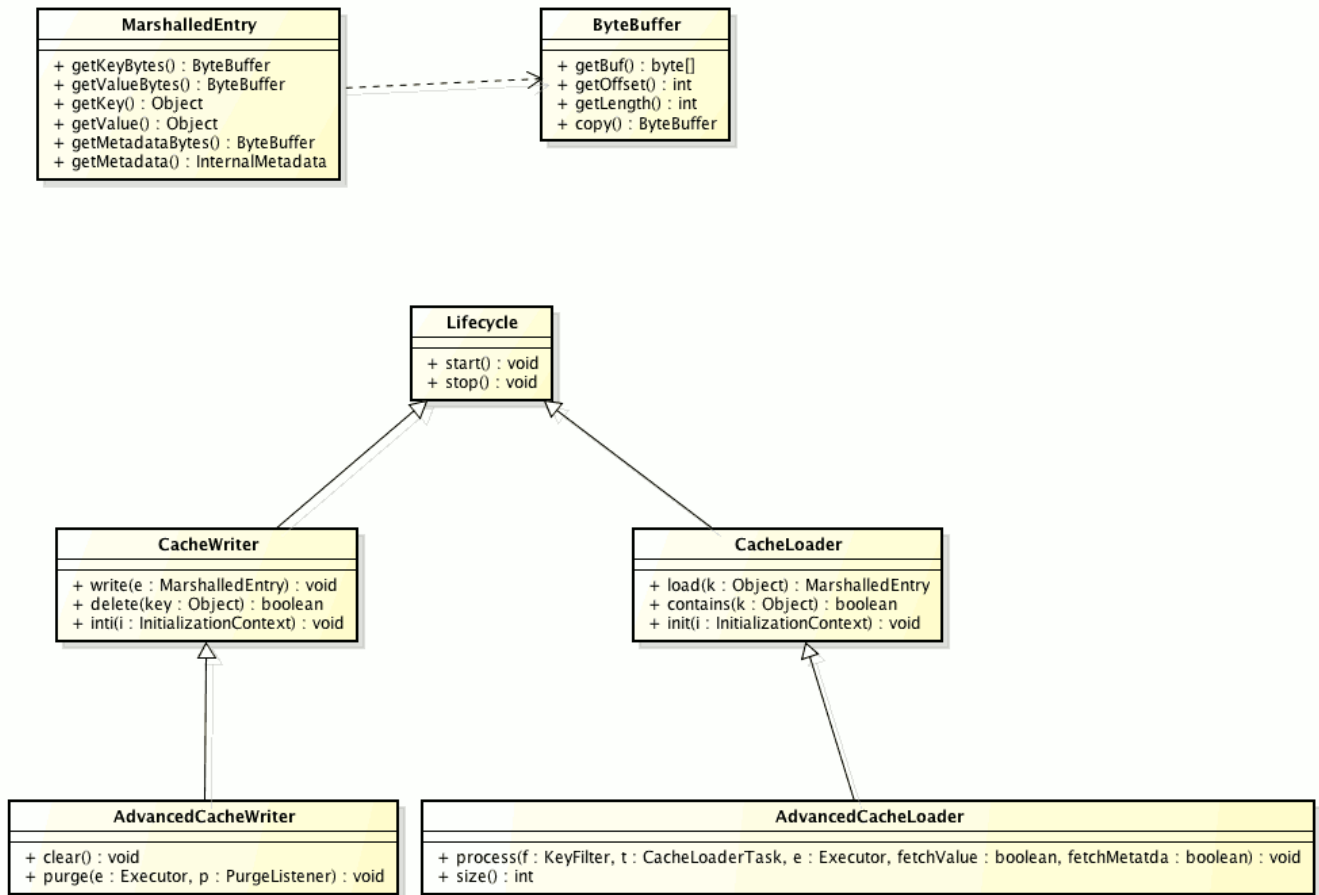 MarshalledEntry
+ getKeyBytes() : ByteBuffer
+ getValueBytes() : ByteBuffer
+ getKey() : Object
+ getValue() : Object
+ getMetadataBytes() : ByteBuffer
+ getMetadata() : InternalMetadata
ByteBuffer
+ getBuf() : byte[]
+ getOffset() : int
+ getLength() : int
+ copy() : ByteBuffer
Lifecycle
+ start() : void
+ stop() : void
CacheWriter
+ write(e : MarshalledEntry) : void
+ delete(key : Object) : boolean
+ inti(i : InitializationContext) : void
CacheLoader
+ load(k : Object) : MarshalledEntry
+ contains(k : Object) : boolean
+ init(i : InitializationContext) : void
AdvancedCacheWriter
+ clear() : void
+ purge(e : Executor, p : PurgeListener) : void
AdvancedCacheLoader
+ process(f : KeyFilter, t : CacheLoaderTask, e : Executor, fetchValue : boolean, fetchMetatda : boolean) : void
+ size() : int